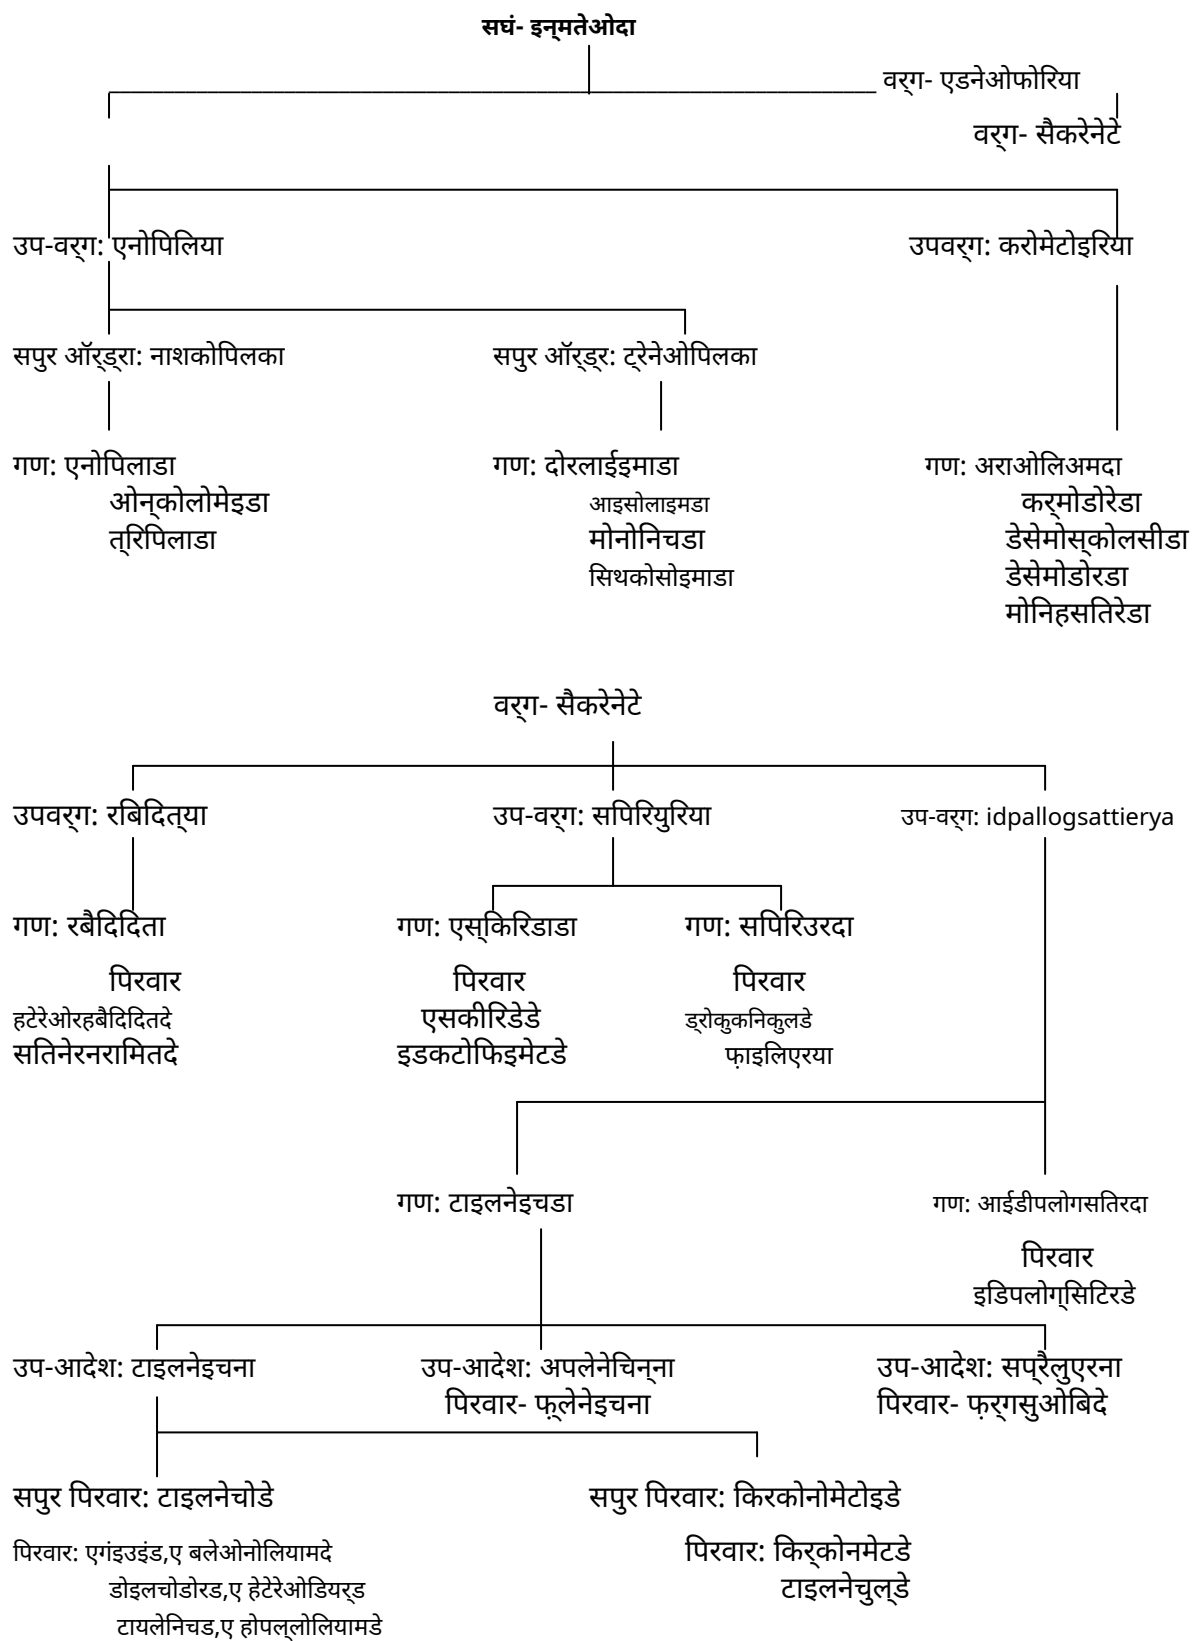 सघं- इन्मतेओदा
वर्ग- एडनेओफोरिया
वर्ग- सैकरेनेटे
उप-वर्ग: एनोपिलिया
उपवर्ग: करोमेटोइरिया
सपुर ऑर्ड्रा: नाशकोपिलका
सपुर ऑर्ड्र: ट्रेनेओपिलका
गण: एनोपिलाडा
गण: दोरलाईइमाडा
गण: अराओलिअमदा
ओन्कोलोमेइडा
आइसोलाइमडा
कर्मोडोरेडा
त्रिपिलाडा
मोनोनिचडा
डेसेमोस्कोलसीडा
सिथकोसोइमाडा
डेसेमोडोरडा
मोनिहसतिरेडा
वर्ग- सैकरेनेटे
उपवर्ग: रबिदित्या
उप-वर्ग: सपिरियुरिया
उप-वर्ग: idpallogsattierya
गण: रबैदिदिता
गण: एस्किरिडाडा
गण: सपिरिउरदा
पिरवार
पिरवार
पिरवार
हटेरेओरहबैदिदितदे
एसकीरिडेडे
ड्रोकुकनिकुलडे
सतिनेरनरामितदे
इडकटोफिइमेटडे
फ़ाइलिएरया
गण: टाइलनेइचडा
गण: आईडीपलोगसतिरदा
पिरवार
इडिपलोग्सिटिरडे
उप-आदेश: टाइलनेइचना
उप-आदेश: अपलेनेचिन्ना
उप-आदेश: सप्रैलुएरना
पिरवार- फ़्लेनेइचना
पिरवार- फ़र्गसुओबिदे
सपुर पिरवार: टाइलनेचोडे
सपुर पिरवार: किरकोनोमेटोइडे
पिरवार: एगंइउइंड,ए बलेओनोलियामदे
पिरवार: किर्कोनमेटडे
डोइलचोडोरड,ए हेटेरेओडियर्ड
टाइलनेचुल्डे
टायलेनिचड,ए होपल्लोलियामडे